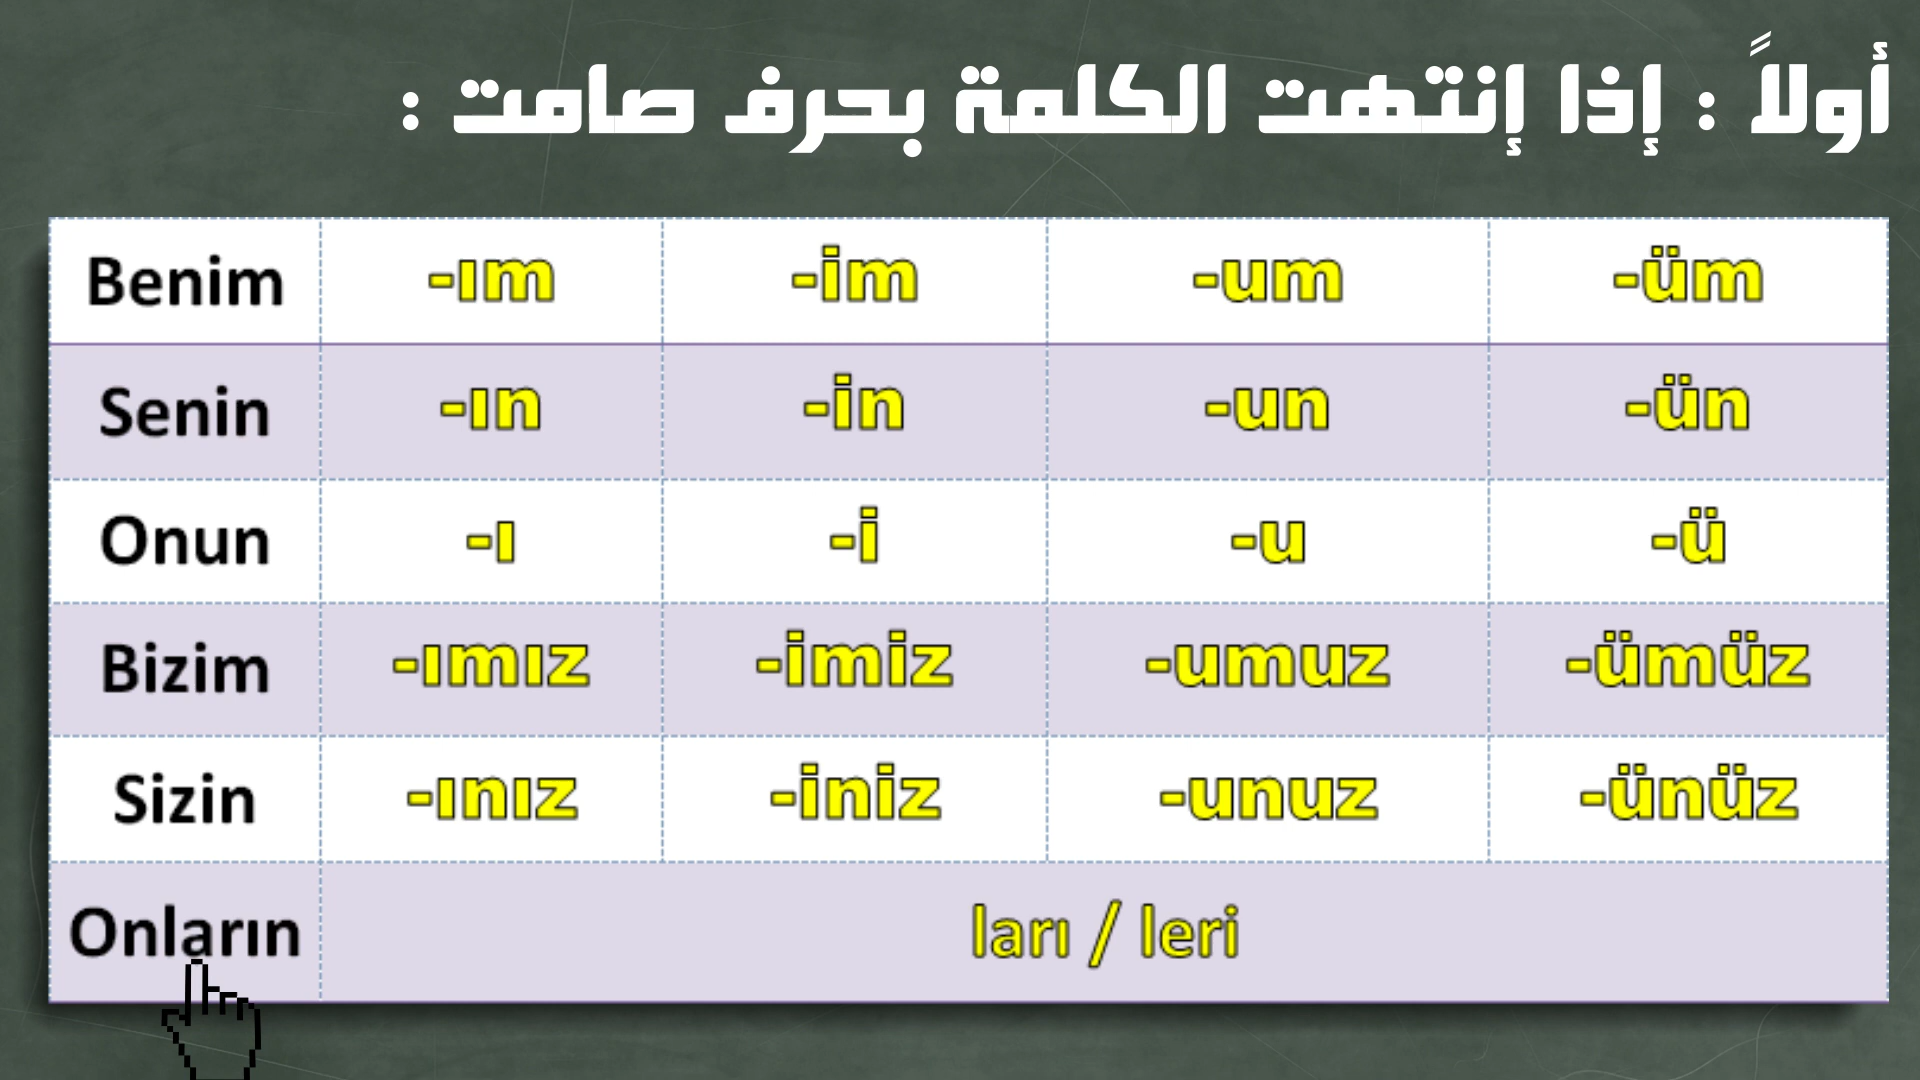 أولاً : إذا إنتهت الكلمة بحرف صامت :
Benim -ım -im -um -üm
Senin -ın -in -un -ün
Onun -ı -i -u -ü
Bizim -ımız -imiz -umuz -ümüz
Sizin -ınız -iniz -unuz -ünüz
Onların ları / leri